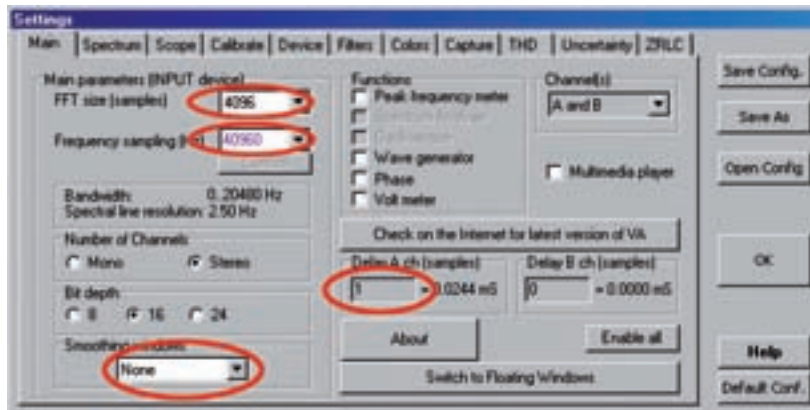 Settings
Main Spectrum Scope Calibrate Device Filters Colors Capture THD Uncertainty ZRLC
Main parameters (INPUT device)
FFT size (samples)
4096
Frequency sampling (Hz)
40960
Bandwidth: 0..20480 Hz
Spectral line resolution: 2.50 Hz
Number of Channels
Mono Stereo
Bit depth
8 16 24
Smoothing windows
None
Functions
Peak frequency meter
Wave generator
Phase
Volt meter
Channel(s)
A and B
Multimedia player
Check on the Internet for latest version of VA
Delay A ch (samples)
1 = 0.0244 mS
Delay B ch (samples)
0 = 0.0000 mS
About
Enable all
Switch to Floating Windows
Save Config.
Save As
Open Config
OK
Help
Default Conf.